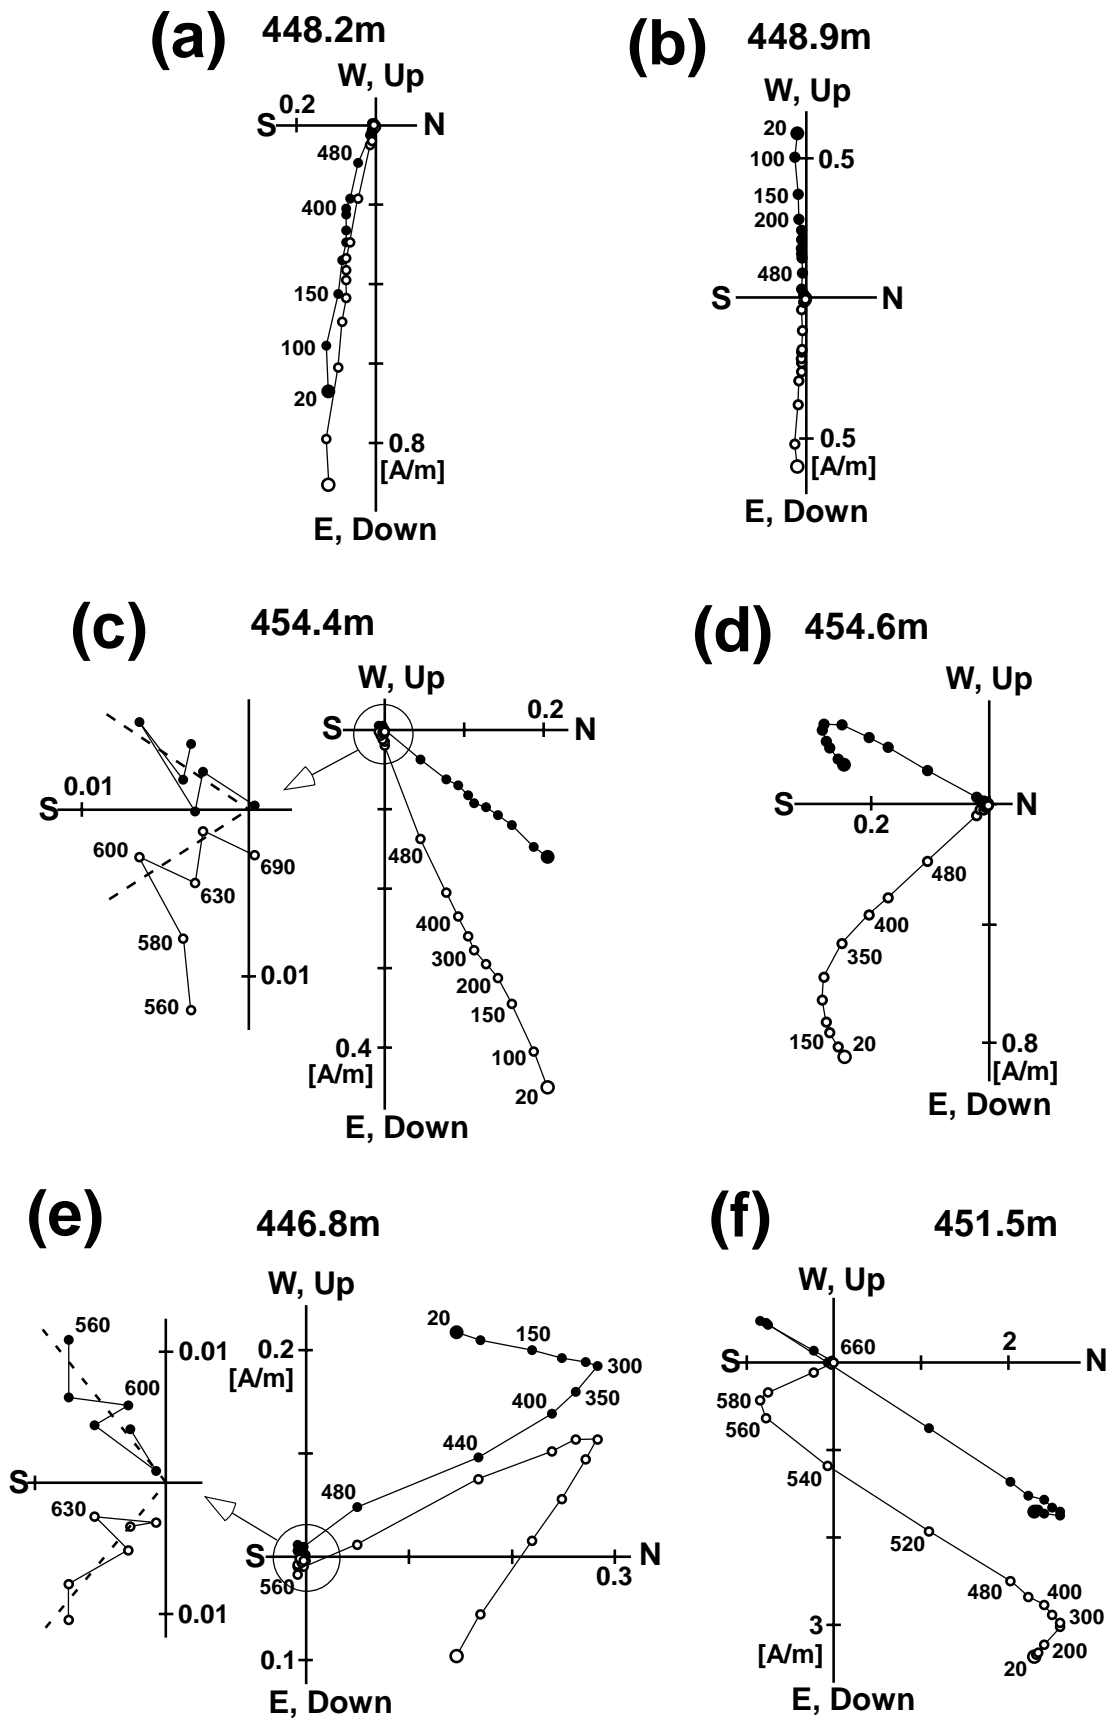 (a) 448.2m
W, Up
0.2
S N
480
400
150
100
20
0.8
[A/m]
E, Down
(b) 448.9m
W, Up
20
100 0.5
150
200
480
S N
0.5
[A/m]
E, Down
(c) 454.4m
W, Up
0.2
S N
480
400
300
200
150
100
20
0.4
[A/m]
E, Down
0.01
S
600
690
630
580
0.01
560
(d) 454.6m
W, Up
S N
0.2
480
400
350
150 20
0.8
[A/m]
E, Down
(e) 446.8m
W, Up
20
150
0.2
[A/m]
300
350
400
440
480
S N
560
0.3
0.1
E, Down
560
0.01
600
S
630
0.01
(f) 451.5m
W, Up
660 2
S N
580
560
540
520
480 400
300
3
[A/m]
200
20
E, Down